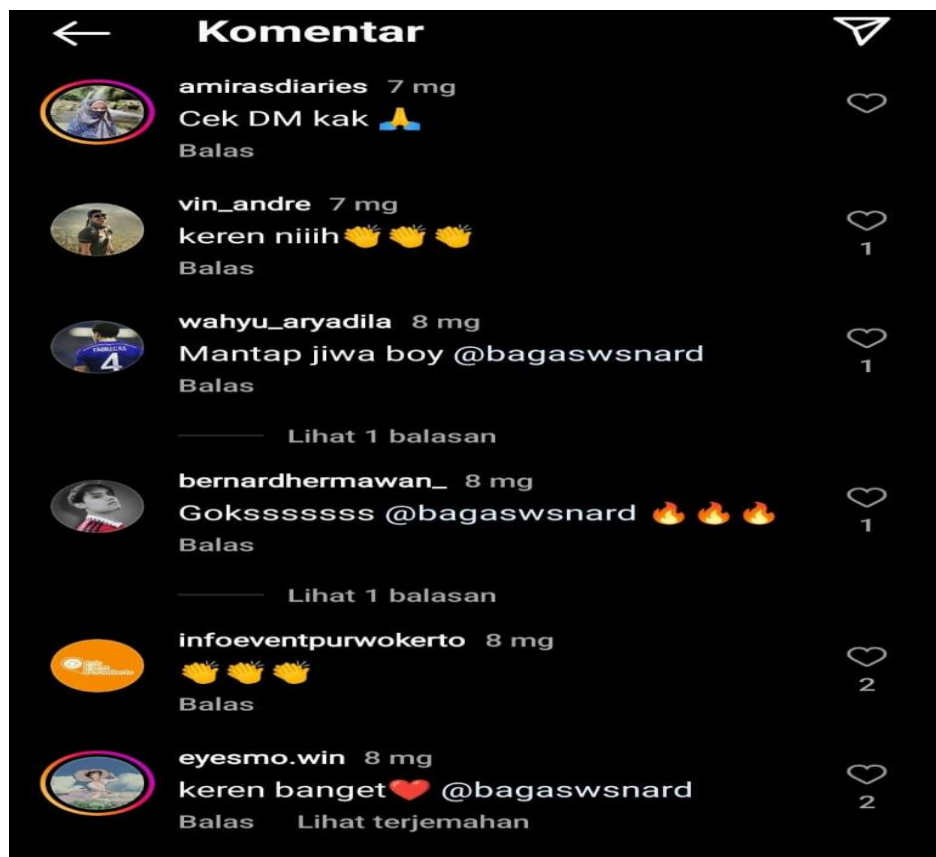 Komentar
amirasdiaries 7 mg
Cek DM kak 🙏
Balas
vin_andre 7 mg
keren niiih👏👏👏
1
Balas
wahyu_aryadila 8 mg
Mantap jiwa boy @bagaswsnard
1
Balas
Lihat 1 balasan
bernardhermawan_ 8 mg
Goksssssss @bagaswsnard 🔥🔥🔥
1
Balas
Lihat 1 balasan
infoeventpurwokerto 8 mg
👏👏👏
2
Balas
eyesmo.win 8 mg
keren banget❤️ @bagaswsnard
2
Balas Lihat terjemahan
FABREGAS
4